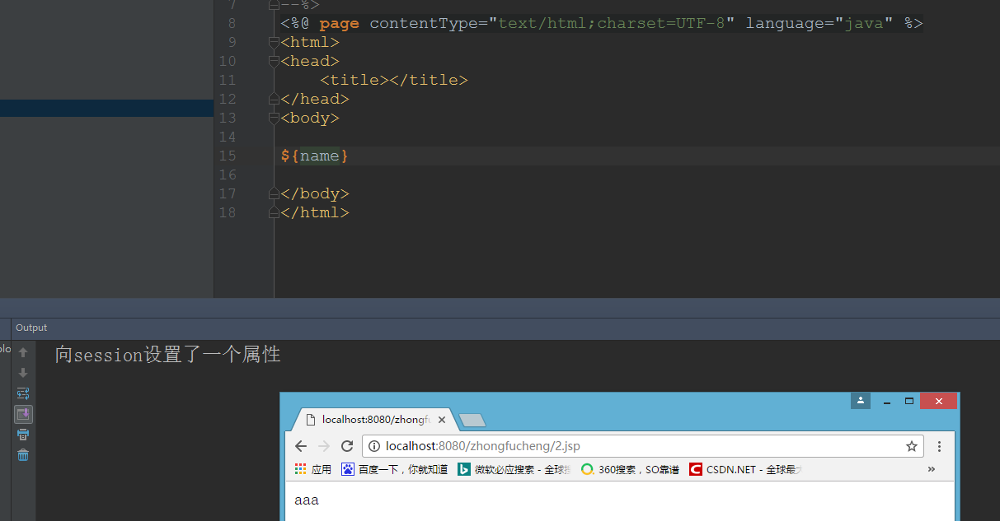 7 --%>
8 <%@ page contentType="text/html;charset=UTF-8" language="java" %>
9 <html>
10 <head>
11 <title></title>
12 </head>
13 <body>
14
15 ${name}
16
17 </body>
18 </html>
Output
plo
向session设置了一个属性
localhost:8080/zhongfu
localhost:8080/zhongfucheng/2.jsp
应用 百度一下，你就知道 微软必应搜索 - 全球 360搜索，SO靠谱 CSDN.NET - 全球最 »
aaa